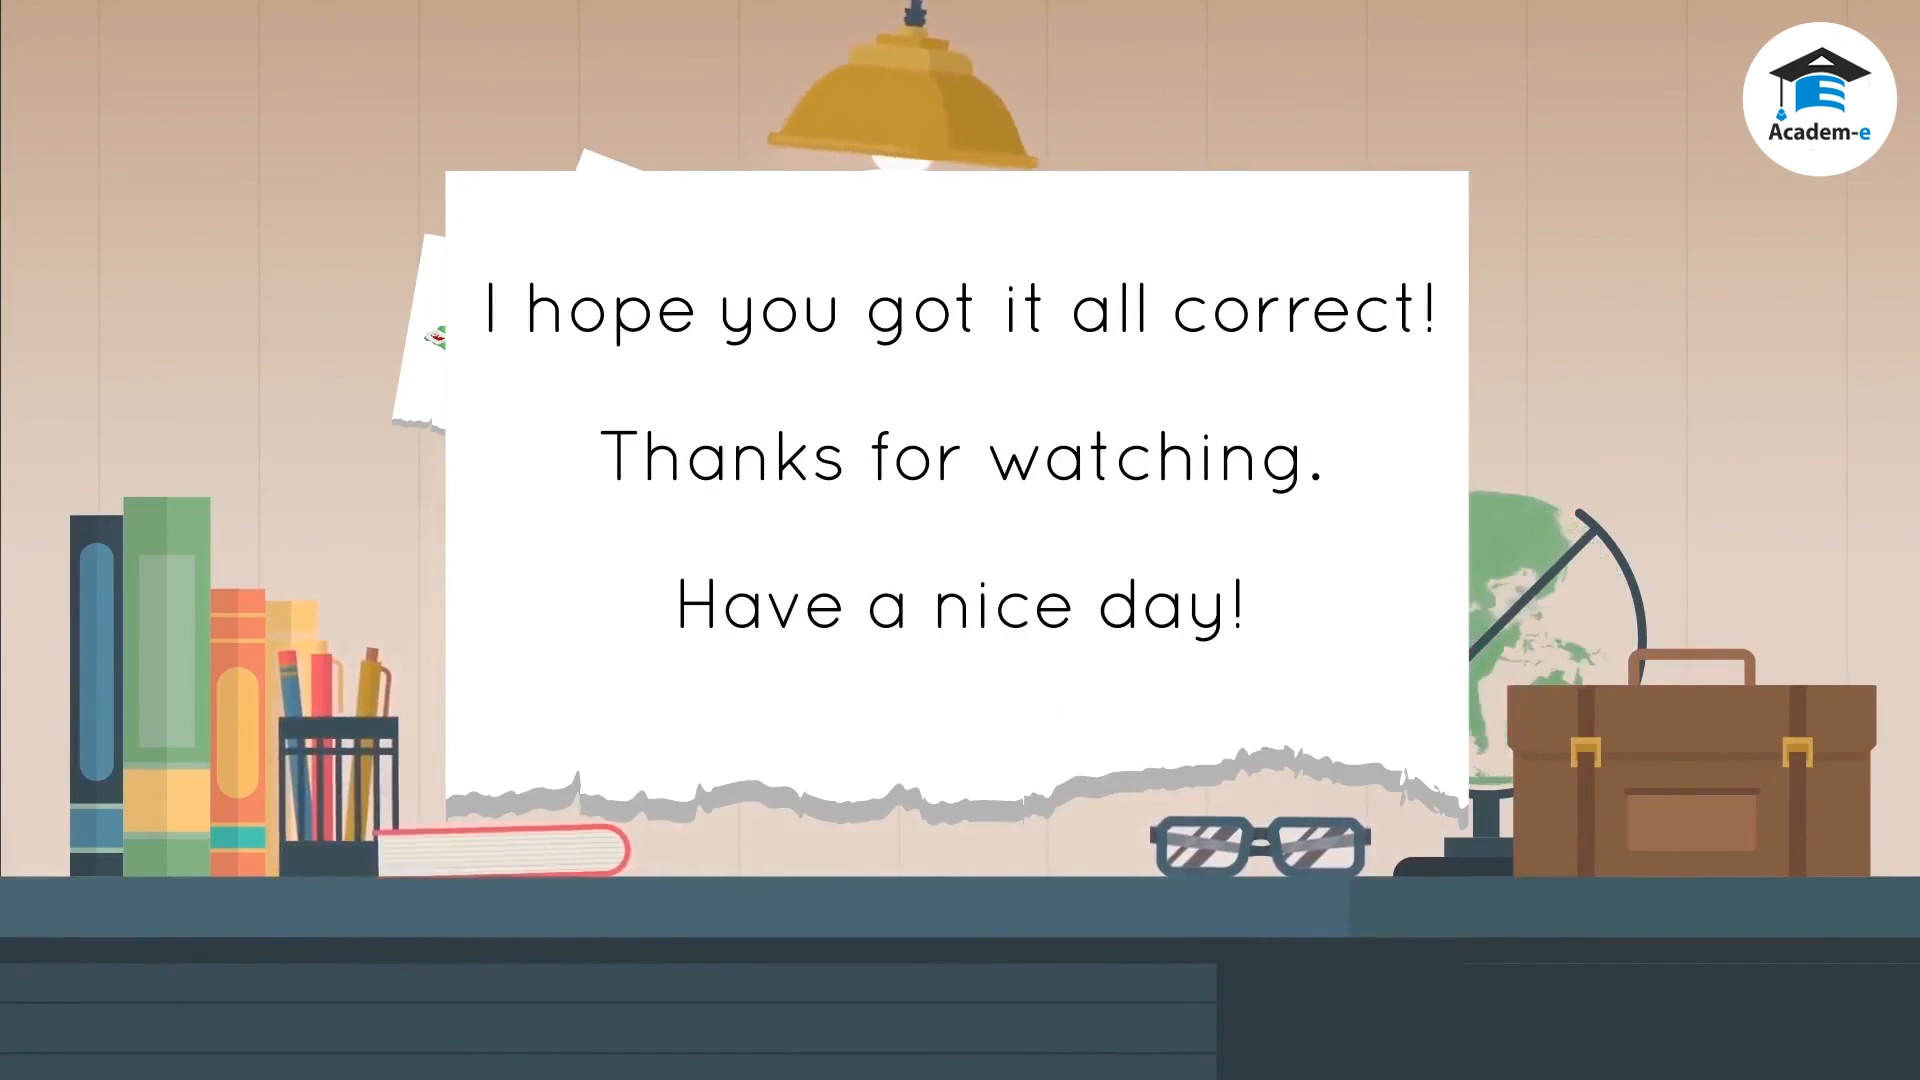 Academ-e
I hope you got it all correct!
Thanks for watching.
Have a nice day!